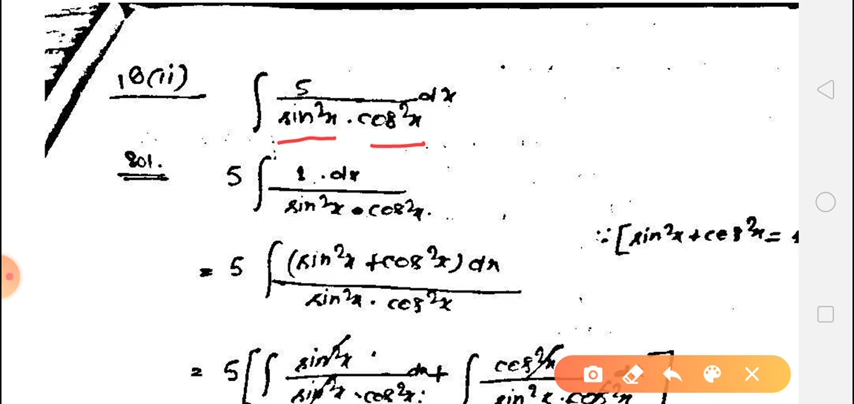 18(ii) ∫ 5/(sin²x · cos²x) dx
Sol. 5 ∫ 1 · dx/(sin²x · cos²x.
= 5 ∫ (sin²x + cos²x) dx/(sin²x · cos²x)
∵ [sin²x + cos²x = 1
= 5 [∫ sin²x/(sin²x · cos²x) dx + ∫ cos²x/(sin²x · cos²x) ]